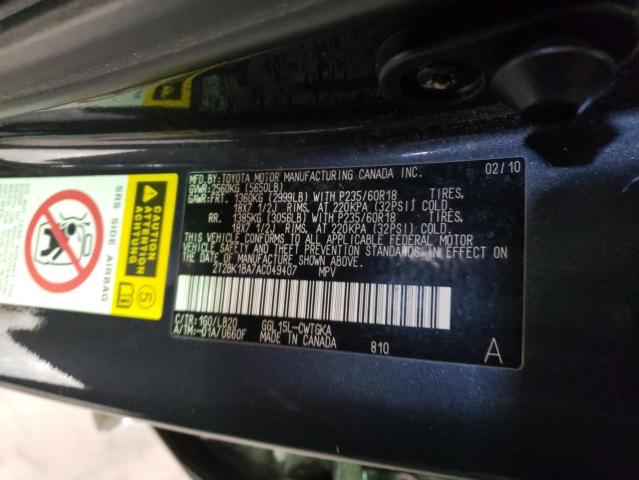 MFD.BY:TOYOTA MOTOR MANUFACTURING CANADA INC. 02/10
GVWR:2560KG (5650LB)
GAWR:FRT. 1360KG (2999LB) WITH P235/60R18 TIRES,
18X7 1/2J RIMS, AT 220KPA (32PSI) COLD.
RR. 1385KG (3056LB) WITH P235/60R18 TIRES,
18X7 1/2J RIMS, AT 220KPA (32PSI) COLD.
THIS VEHICLE CONFORMS TO ALL APPLICABLE FEDERAL MOTOR
VEHICLE SAFETY AND THEFT PREVENTION STANDARDS IN EFFECT
ON THE DATE OF MANUFACTURE SHOWN ABOVE.
2T2BK1BA7AC049407 MPV
C/TR:1G0/LB20 GGL15L-CWTGKA
A/TM:-01A/U660F MADE IN CANADA 810 A
SRS SIDE AIRBAG
CAUTION
ATTENTION
ACHTUNG
5